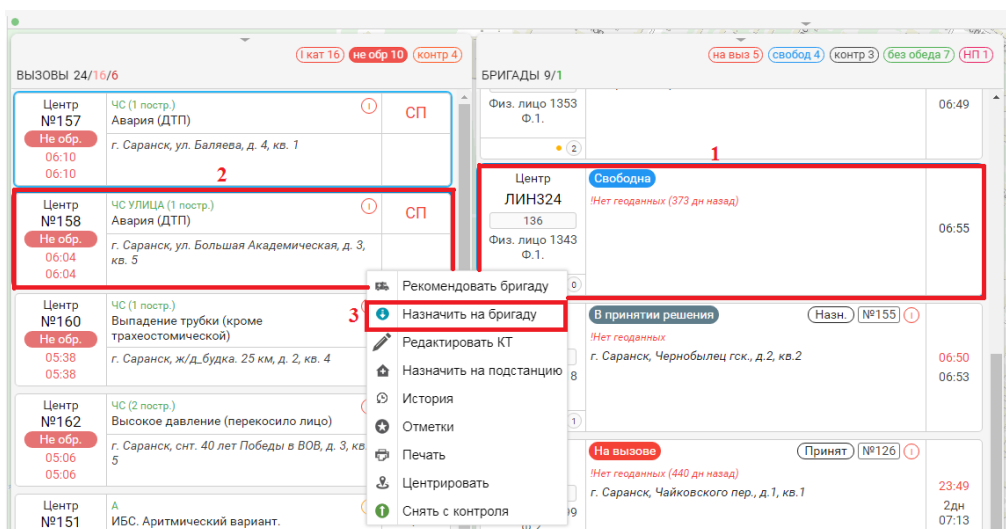 I кат 16 не обр 10 контр 4
ВЫЗОВЫ 24/16/6
Центр
№157
Не обр.
06:10
06:10
ЧС (1 постр.)
Авария (ДТП)
СП
г. Саранск, ул. Баляева, д. 4, кв. 1
2
Центр
№158
Не обр.
06:04
06:04
ЧС УЛИЦА (1 постр.)
Авария (ДТП)
СП
г. Саранск, ул. Большая Академическая, д. 3,
кв. 5
Центр
№160
Не обр.
05:38
05:38
ЧС (1 постр.)
Выпадение трубки (кроме
трахеостомической)
г. Саранск, ж/д_будка. 25 км, д. 2, кв. 4
Центр
№162
Не обр.
05:06
05:06
ЧС (2 постр.)
Высокое давление (перекосило лицо)
г. Саранск, снт. 40 лет Победы в ВОВ, д. 3, кв.
5
Центр
№151
А
ИБС. Аритмический вариант.
3
Рекомендовать бригаду
Назначить на бригаду
Редактировать КТ
Назначить на подстанцию
История
Отметки
Печать
Центрировать
Снять с контроля
на выз 5 свобод 4 контр 3 без обеда 7 НП 1
БРИГАДЫ 9/1
Физ. лицо 1353
Ф.1.
2
06:49
1
Центр
ЛИН324
136
Физ. лицо 1343
Ф.1.
0
Свободна
!Нет геоданных (373 дн назад)
06:55
В принятии решения
Назн. №155
!Нет геоданных
г. Саранск, Чернобылец гск., д.2, кв.2
8
1
06:50
06:53
На вызове
Принят №126
!Нет геоданных (440 дн назад)
г. Саранск, Чайковского пер., д.1, кв.1
99
23:49
2дн
07:13